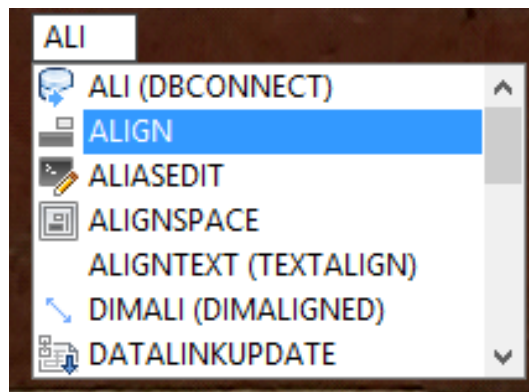 ALI
ALI (DBCONNECT)
ALIGN
ALIASEDIT
ALIGNSPACE
ALIGNTEXT (TEXTALIGN)
DIMALI (DIMALIGNED)
DATALINKUPDATE